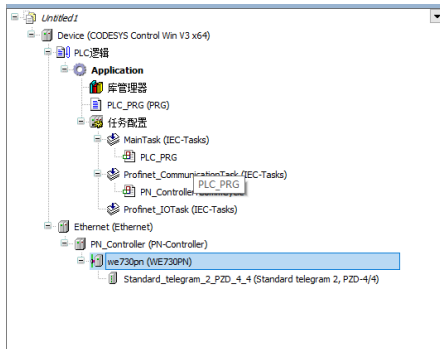 Untitled1
Device (CODESYS Control Win V3 x64)
PLC逻辑
Application
库管理器
PLC_PRG (PRG)
任务配置
MainTask (IEC-Tasks)
PLC_PRG
Profinet_CommunicationTask (IEC-Tasks)
PLC_PRG
PN_Controller
Profinet_IOTask (IEC-Tasks)
Ethernet (Ethernet)
PN_Controller (PN-Controller)
we730pn (WE730PN)
Standard_telegram_2_PZD_4_4 (Standard telegram 2, PZD-4/4)